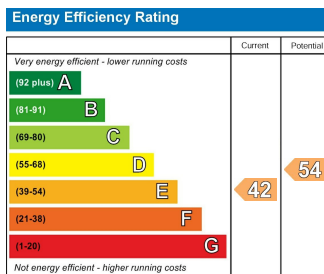 Energy Efficiency Rating
Current Potential
Very energy efficient - lower running costs
(92 plus) A
(81-91) B
(69-80) C
(55-68) D
54
(39-54) E
42
(21-38) F
(1-20) G
Not energy efficient - higher running costs